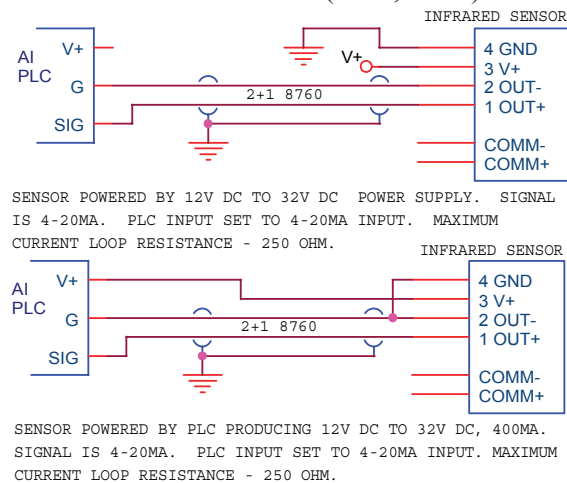 INFRARED SENSOR
AI
PLC
V+
G
SIG
V+
2+1 8760
4 GND
3 V+
2 OUT-
1 OUT+
COMM-
COMM+
SENSOR POWERED BY 12V DC TO 32V DC POWER SUPPLY. SIGNAL
IS 4-20MA. PLC INPUT SET TO 4-20MA INPUT. MAXIMUM
CURRENT LOOP RESISTANCE - 250 OHM.
INFRARED SENSOR
AI
PLC
V+
G
SIG
2+1 8760
4 GND
3 V+
2 OUT-
1 OUT+
COMM-
COMM+
SENSOR POWERED BY PLC PRODUCING 12V DC TO 32V DC, 400MA.
SIGNAL IS 4-20MA. PLC INPUT SET TO 4-20MA INPUT. MAXIMUM
CURRENT LOOP RESISTANCE - 250 OHM.